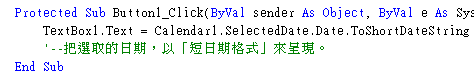 Protected Sub Button1_Click(ByVal sender As Object, ByVal e As Sys
TextBox1.Text = Calendar1.SelectedDate.Date.ToShortDateString
'--把選取的日期，以「短日期格式」來呈現。
End Sub